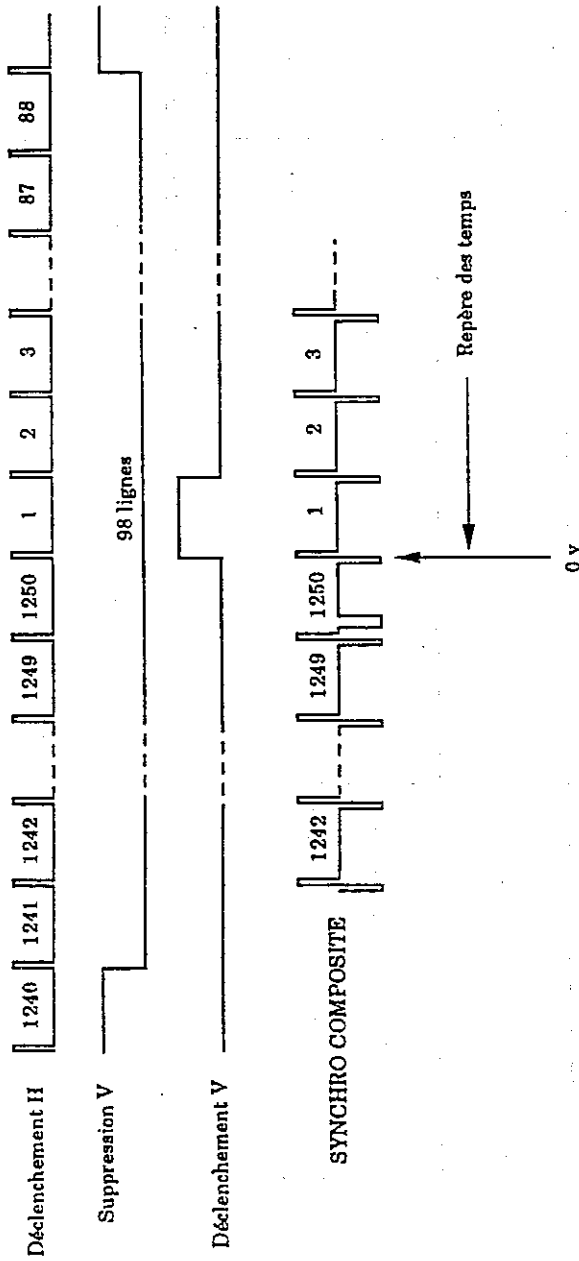 Déclenchement H
1240 1241 1242 1249 1250 1 2 3 87 88
Suppression V
98 lignes
Déclenchement V
SYNCHRO COMPOSITE
1242 1249 1250 1 2 3
Repère des temps
0 v